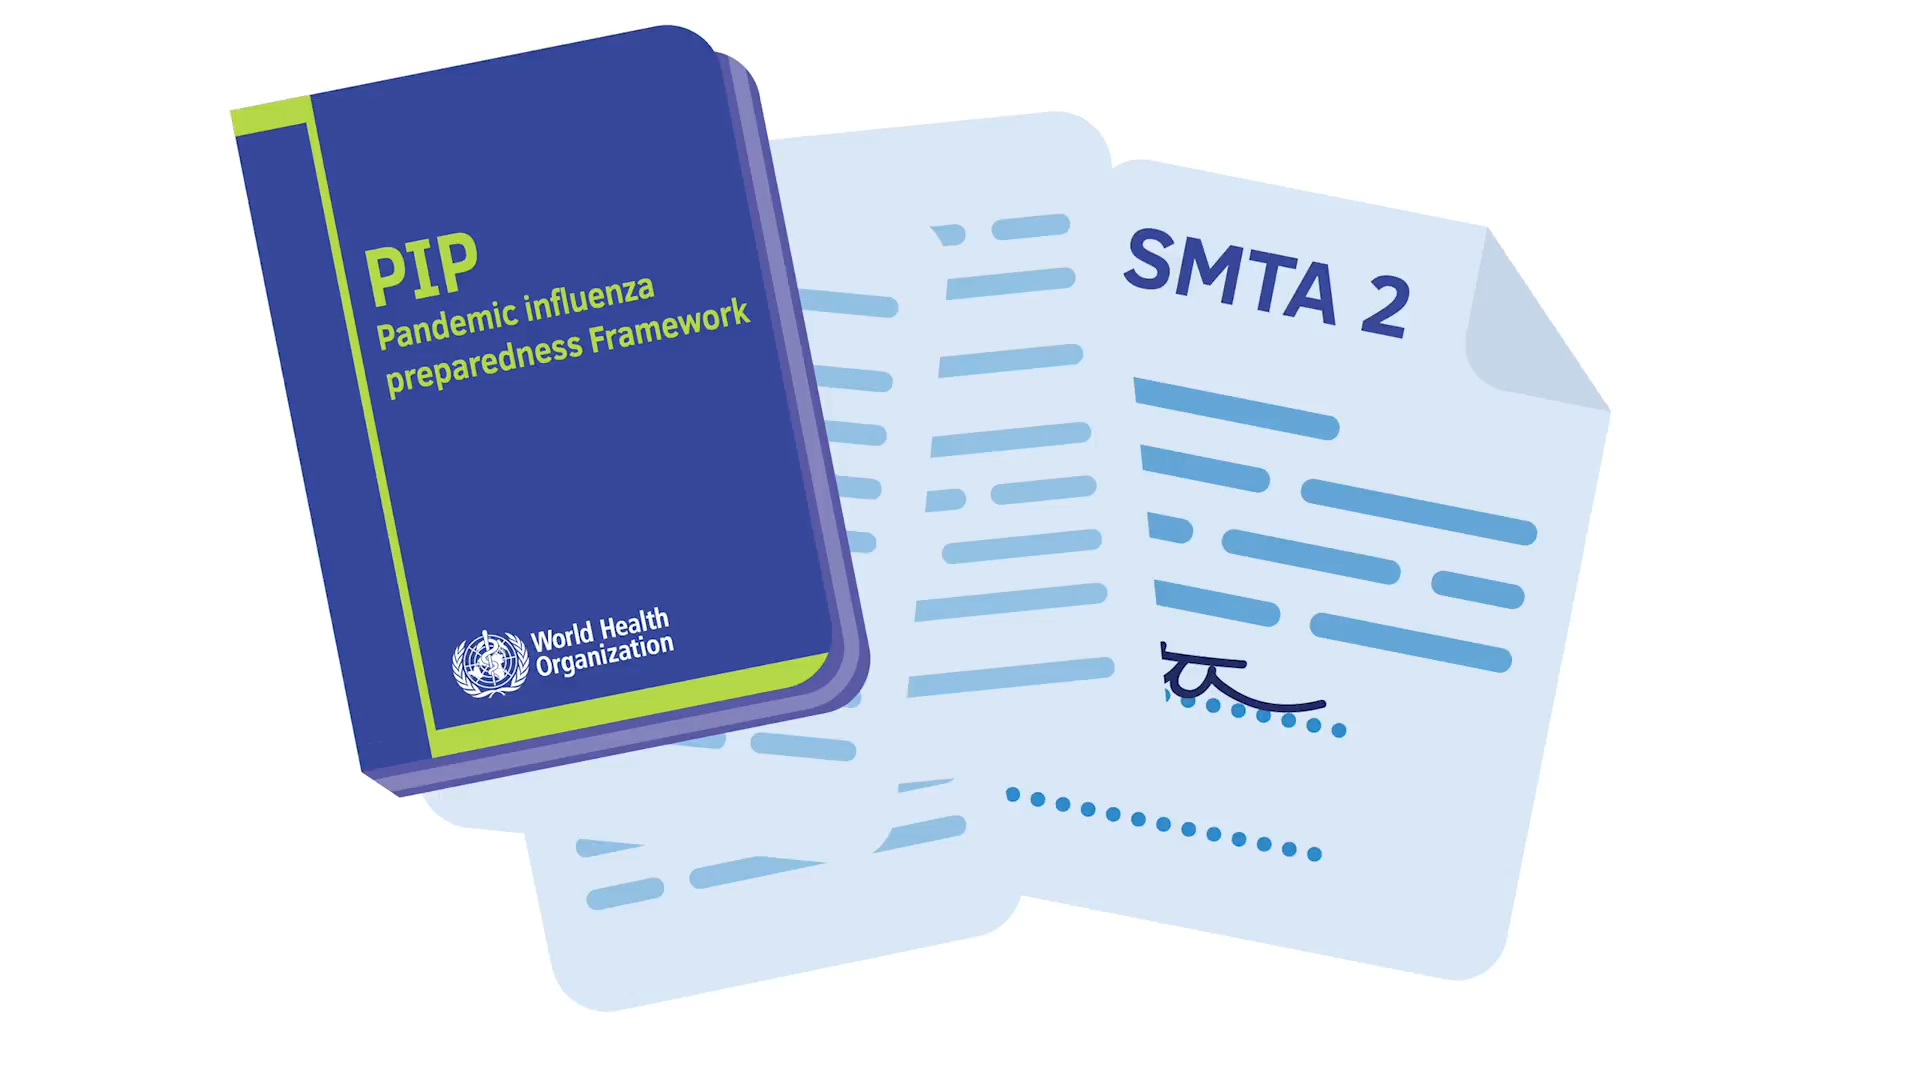 PIP
Pandemic influenza
preparedness Framework
World Health
Organization
SMTA 2